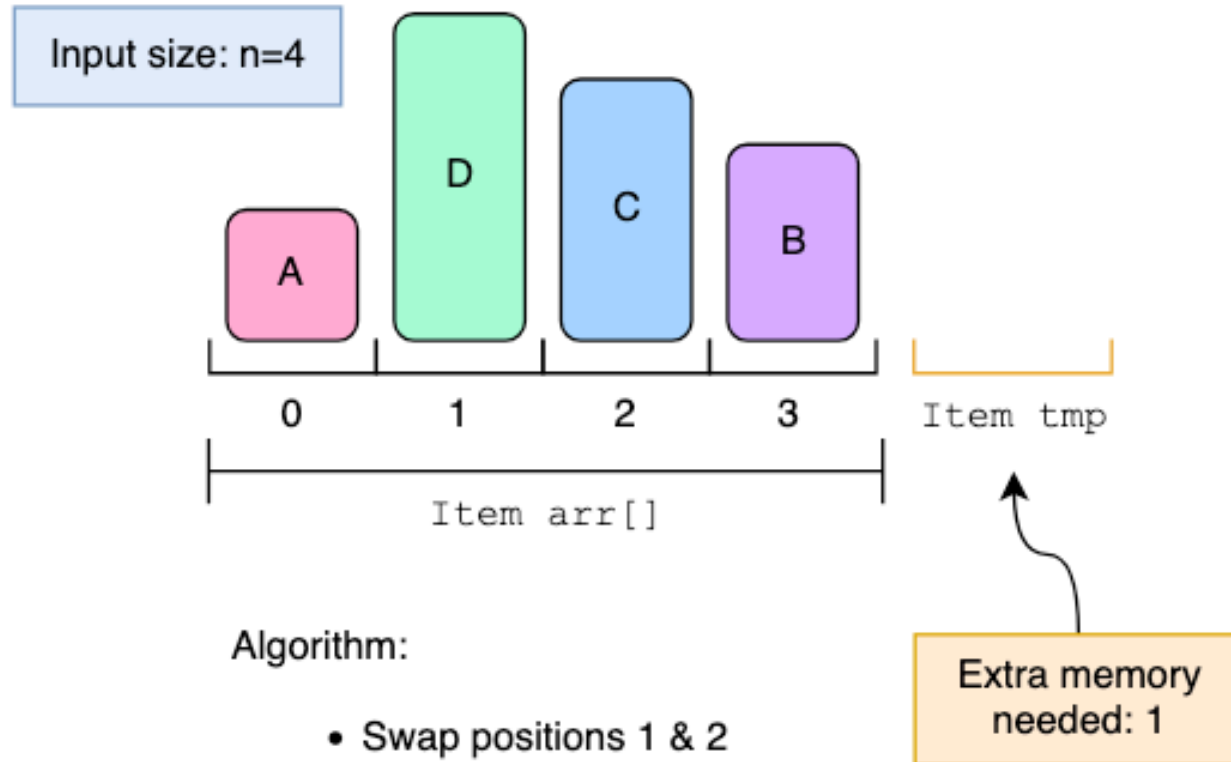 Input size: n=4
A
D
C
B
0 1 2 3
Item tmp
Item arr[]
Algorithm:
• Swap positions 1 & 2
Extra memory
needed: 1